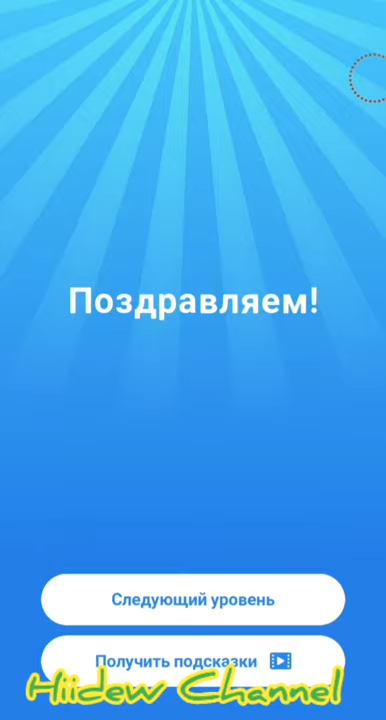 Поздравляем!
Следующий уровень
Получить подсказки
Hiidew Channel